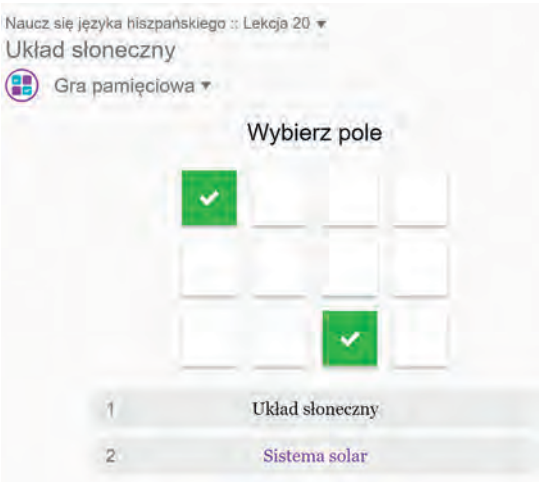 Naucz się języka hiszpańskiego :: Lekcja 20 ▼
Układ słoneczny
Gra pamięciowa ▼
Wybierz pole
1 Układ słoneczny
2 Sistema solar